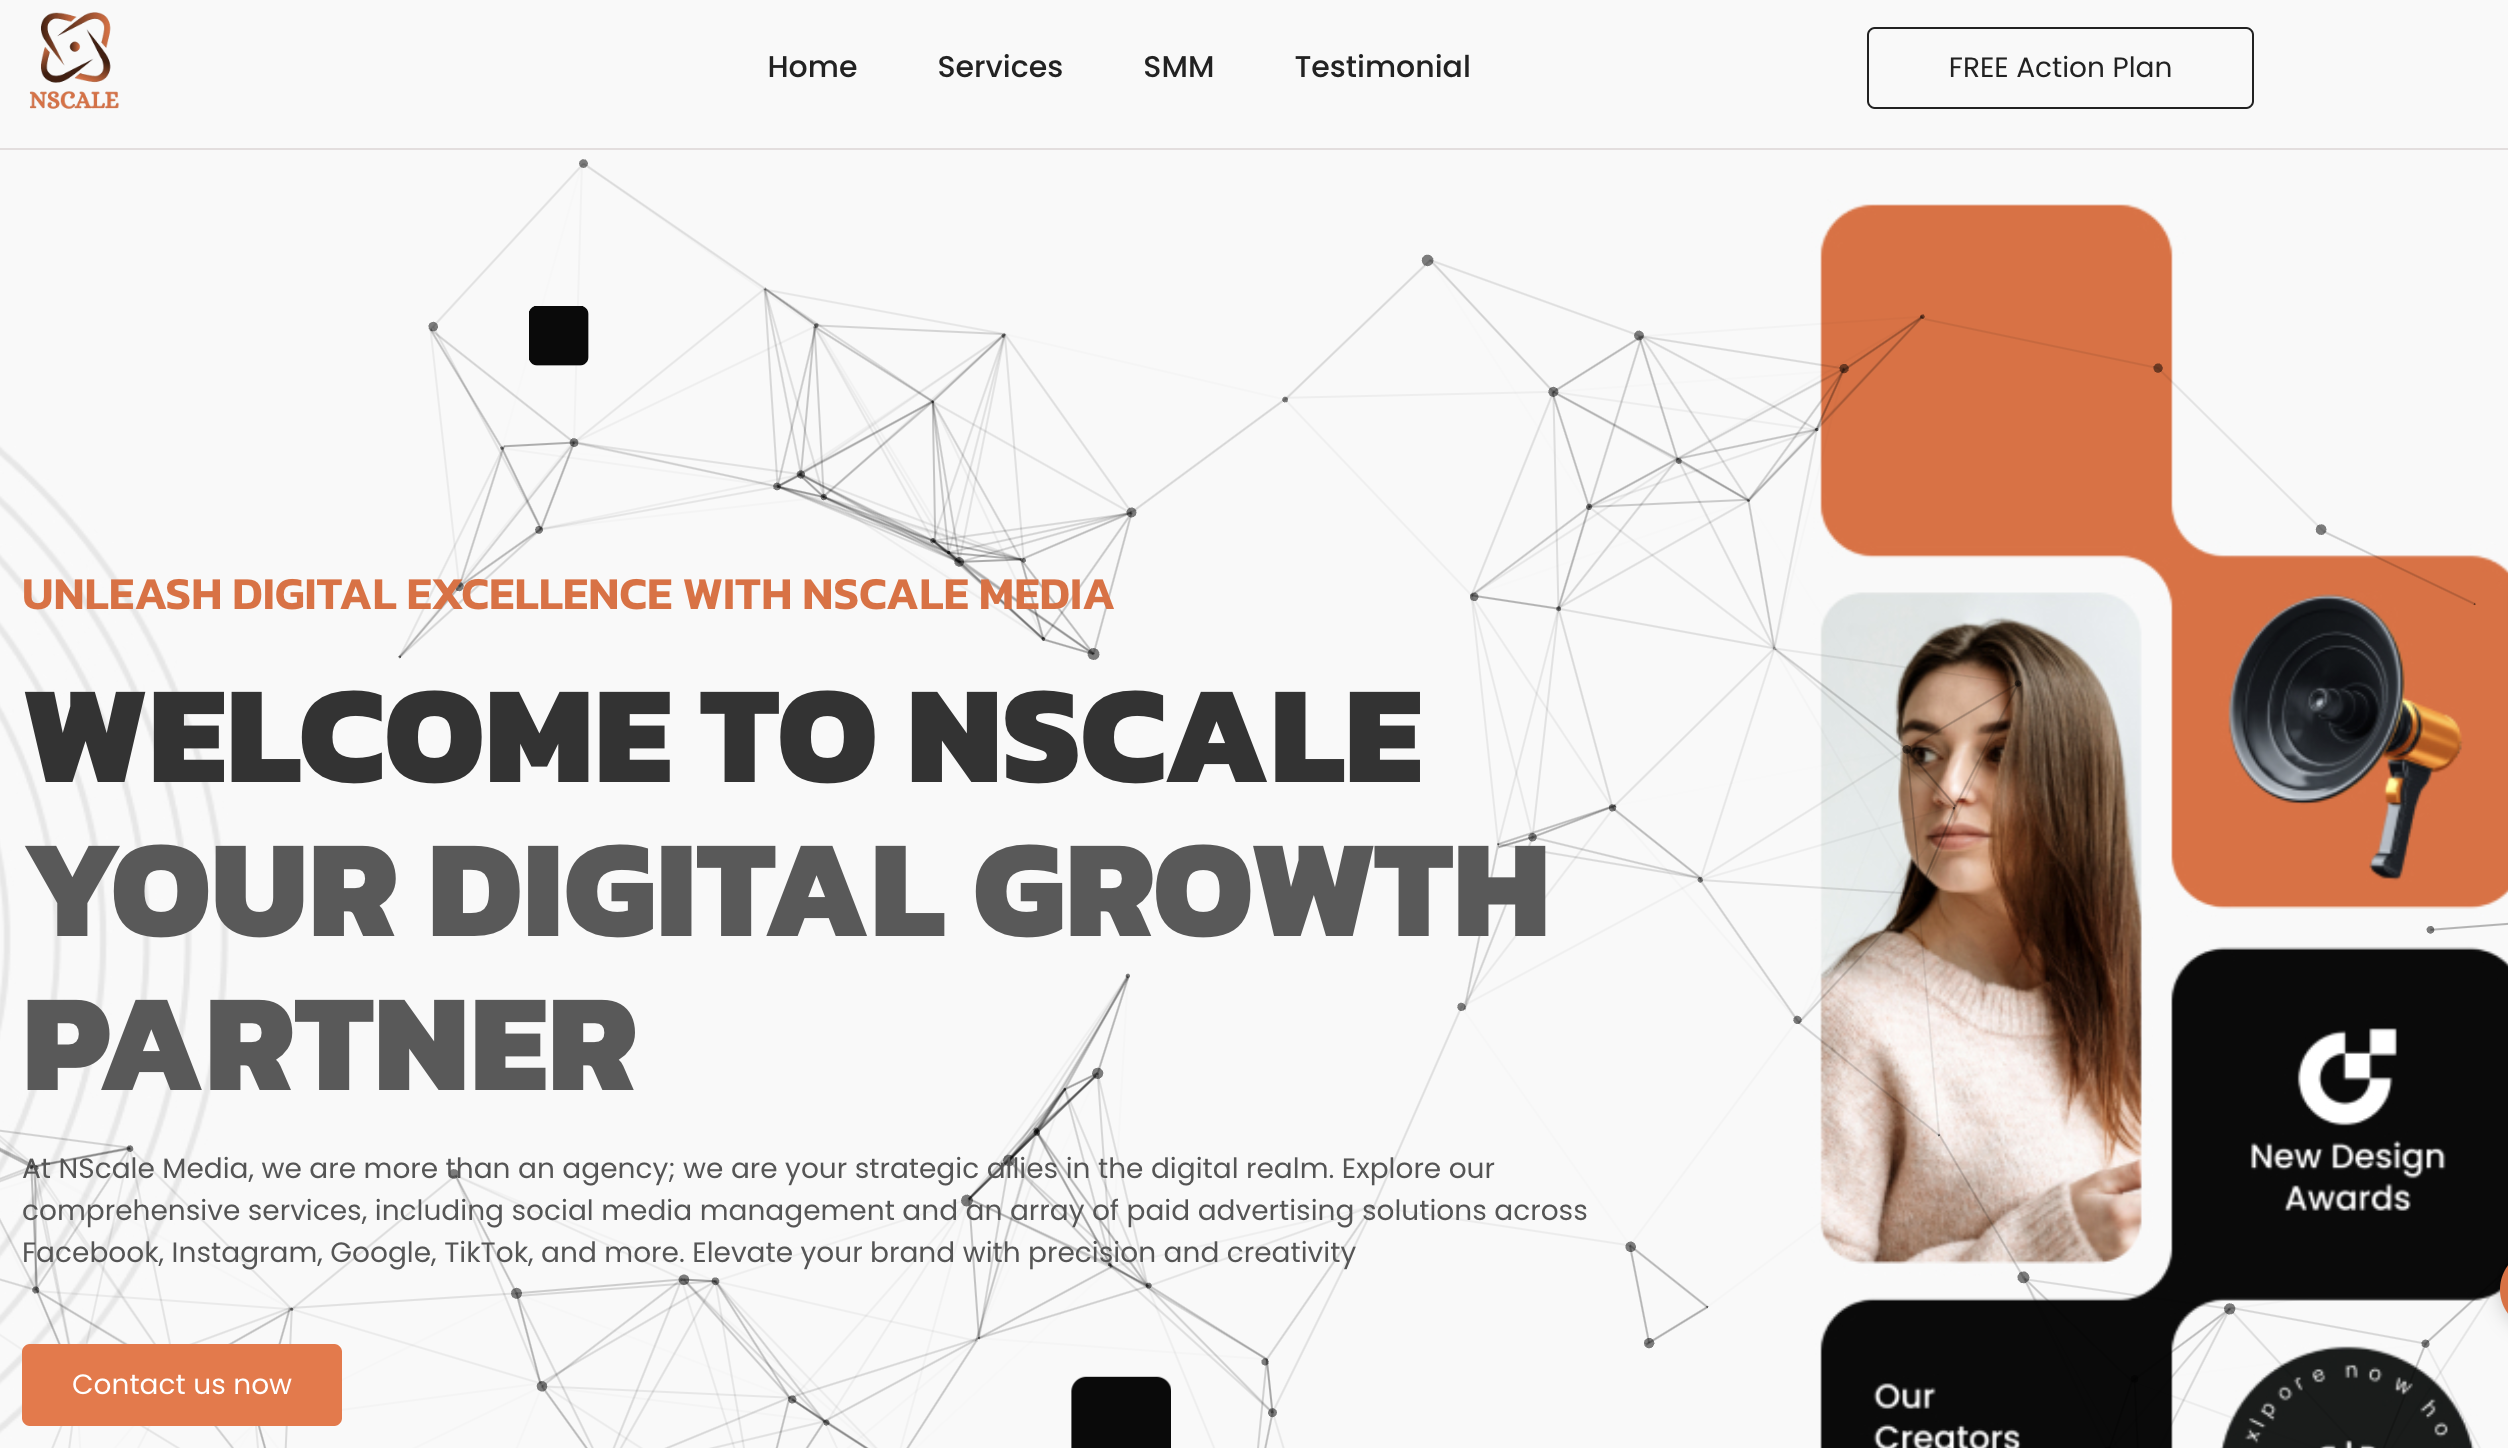 NSCALE
Home
Services
SMM
Testimonial
FREE Action Plan
UNLEASH DIGITAL EXCELLENCE WITH NSCALE MEDIA
WELCOME TO NSCALE
YOUR DIGITAL GROWTH
PARTNER
At NScale Media, we are more than an agency; we are your strategic allies in the digital realm. Explore our
comprehensive services, including social media management and an array of paid advertising solutions across
Facebook, Instagram, Google, TikTok, and more. Elevate your brand with precision and creativity
Contact us now
New Design
Awards
Our
Creators
xlpore now ho